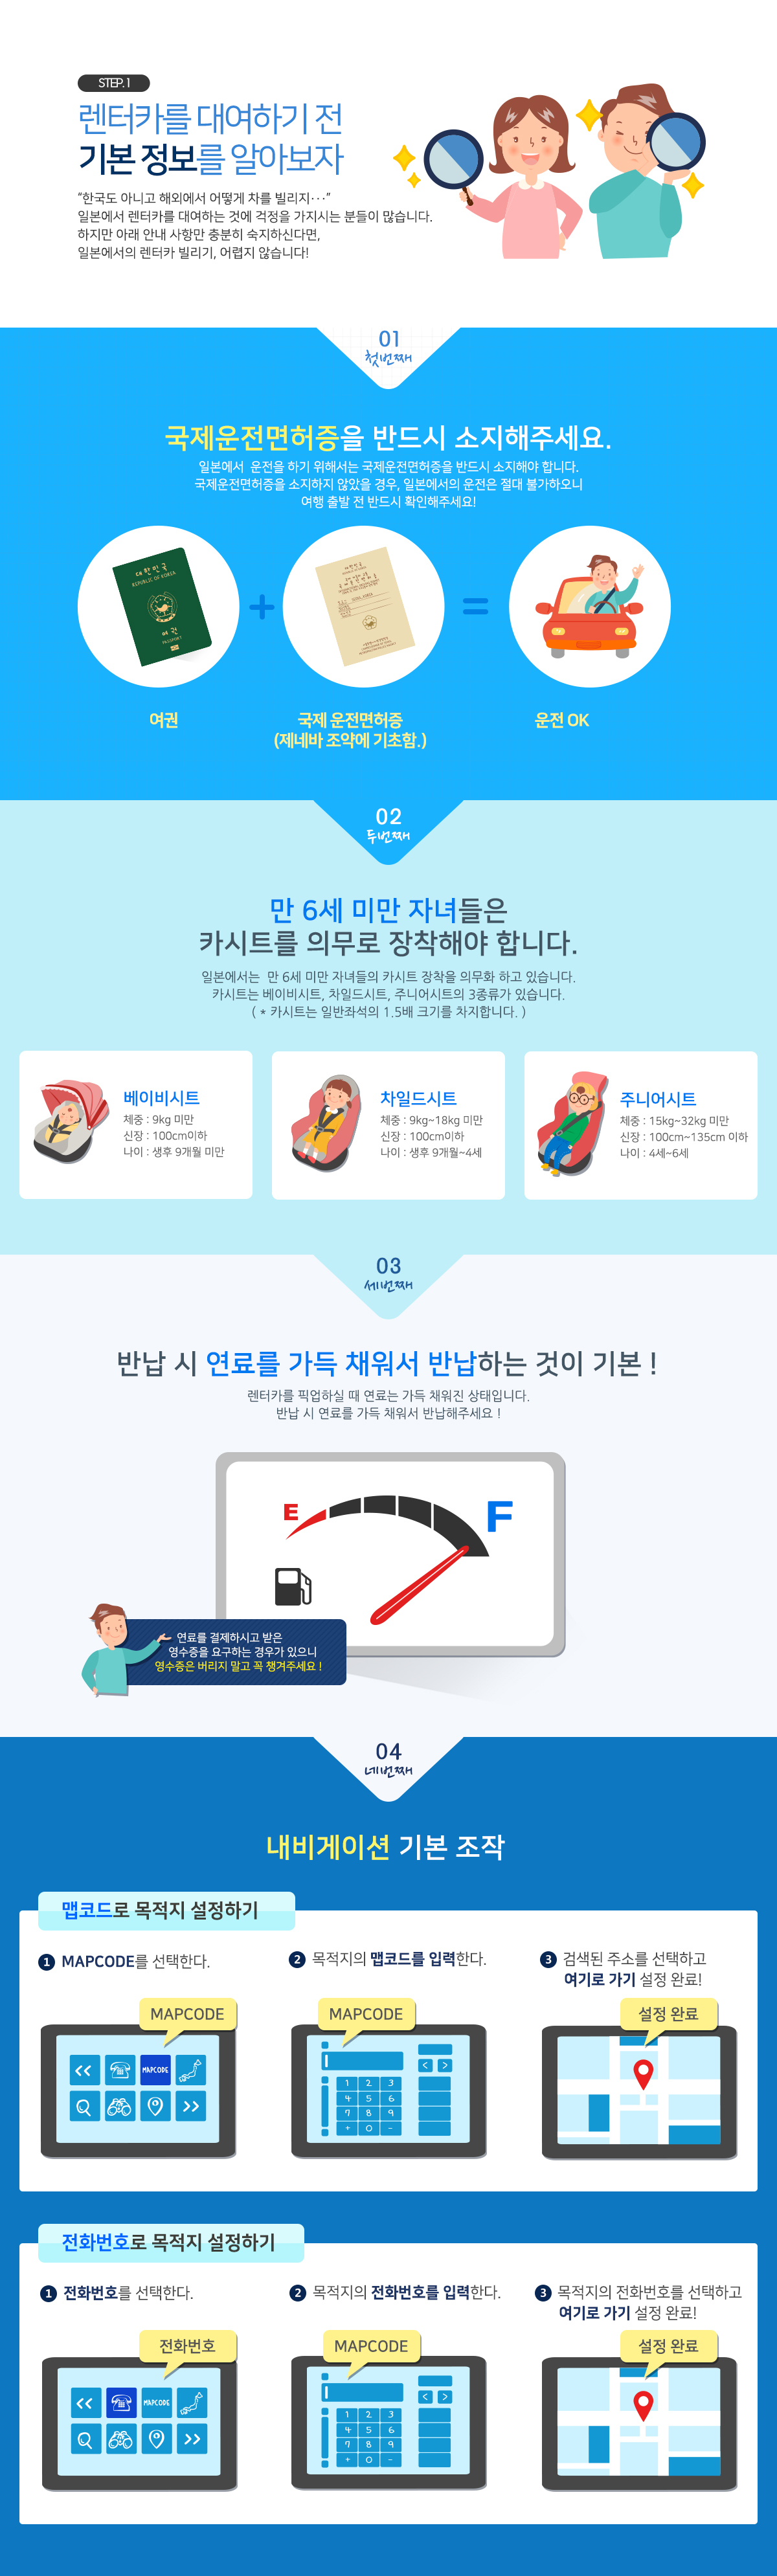 STEP.1
렌터카를 대여하기 전
기본 정보를 알아보자
“한국도 아니고 해외에서 어떻게 차를 빌리지···”
일본에서 렌터카를 대여하는 것에 걱정을 가지시는 분들이 많습니다.
하지만 아래 안내 사항만 충분히 숙지하신다면,
일본에서의 렌터카 빌리기, 어렵지 않습니다!
01
첫번째
국제운전면허증을 반드시 소지해주세요.
일본에서 운전을 하기 위해서는 국제운전면허증을 반드시 소지해야 합니다.
국제운전면허증을 소지하지 않았을 경우, 일본에서의 운전은 절대 불가하오니
여행 출발 전 반드시 확인해주세요!
대한민국
REPUBLIC OF KOREA
여권
PASSPORT
+
=
여권
국제 운전면허증
(제네바 조약에 기초함.)
운전 OK
02
두번째
만 6세 미만 자녀들은
카시트를 의무로 장착해야 합니다.
일본에서는 만 6세 미만 자녀들의 카시트 장착을 의무화 하고 있습니다.
카시트는 베이비시트, 차일드시트, 주니어시트의 3종류가 있습니다.
( * 카시트는 일반좌석의 1.5배 크기를 차지합니다. )
베이비시트
체중 : 9kg 미만
신장 : 100cm이하
나이 : 생후 9개월 미만
차일드시트
체중 : 9kg~18kg 미만
신장 : 100cm이하
나이 : 생후 9개월~4세
주니어시트
체중 : 15kg~32kg 미만
신장 : 100cm~135cm 이하
나이 : 4세~6세
03
세번째
반납 시 연료를 가득 채워서 반납하는 것이 기본 !
렌터카를 픽업하실 때 연료는 가득 채워진 상태입니다.
반납 시 연료를 가득 채워서 반납해주세요 !
E
F
연료를 결제하시고 받은
영수증을 요구하는 경우가 있으니
영수증은 버리지 말고 꼭 챙겨주세요 !
04
네번째
내비게이션 기본 조작
맵코드로 목적지 설정하기
1 MAPCODE를 선택한다.
2 목적지의 맵코드를 입력한다.
3 검색된 주소를 선택하고
여기로 가기 설정 완료!
MAPCODE
MAPCODE
설정 완료
<< MAPCODE
>>
< >
1 2 3
4 5 6
7 8 9
+ 0 -
전화번호로 목적지 설정하기
1 전화번호를 선택한다.
2 목적지의 전화번호를 입력한다.
3 목적지의 전화번호를 선택하고
여기로 가기 설정 완료!
전화번호
MAPCODE
설정 완료
<< MAPCODE
>>
< >
1 2 3
4 5 6
7 8 9
+ 0 -